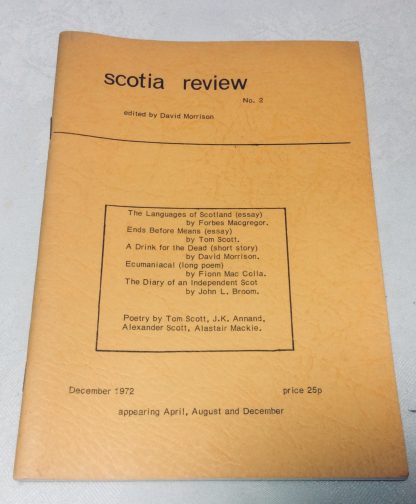 scotia review
No. 2
edited by David Morrison
The Languages of Scotland (essay)
by Forbes Macgregor.
Ends Before Means (essay)
by Tom Scott.
A Drink for the Dead (short story)
by David Morrison.
Ecumaniacal (long poem)
by Fionn Mac Colla.
The Diary of an Independent Scot
by John L. Broom.
Poetry by Tom Scott, J.K. Annand,
Alexander Scott, Alastair Mackie.
December 1972 price 25p
appearing April, August and December